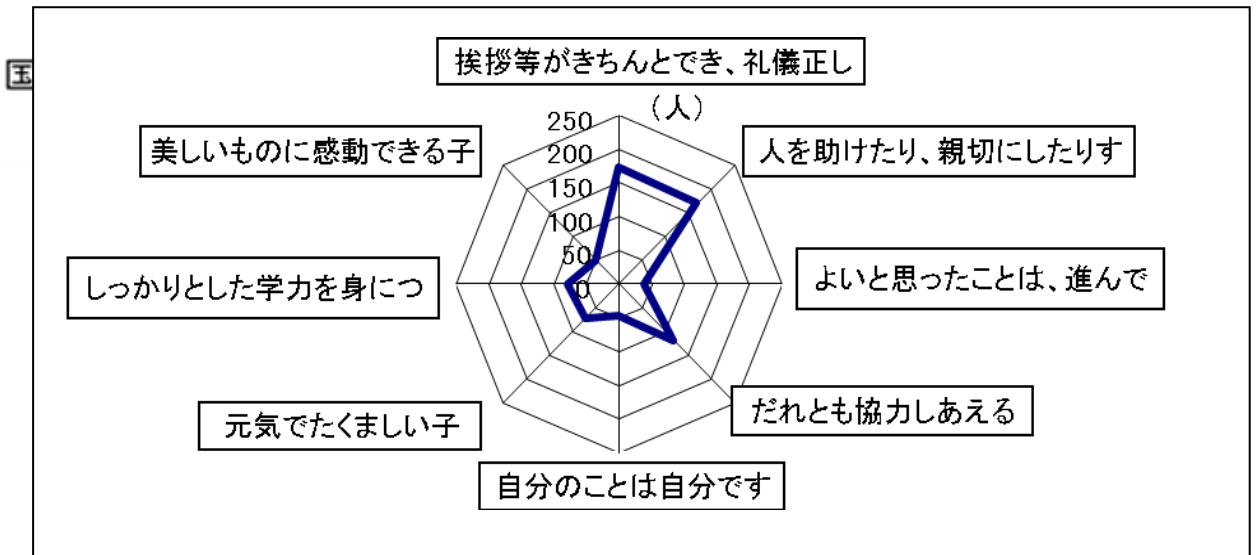 挨拶等がきちんとでき、礼儀正し
(人)
250
200
150
100
50
0
美しいものに感動できる子
人を助けたり、親切にしたりす
しっかりとした学力を身につ
よいと思ったことは、進んで
元気でたくましい子
だれとも協力しあえる
自分のことは自分です